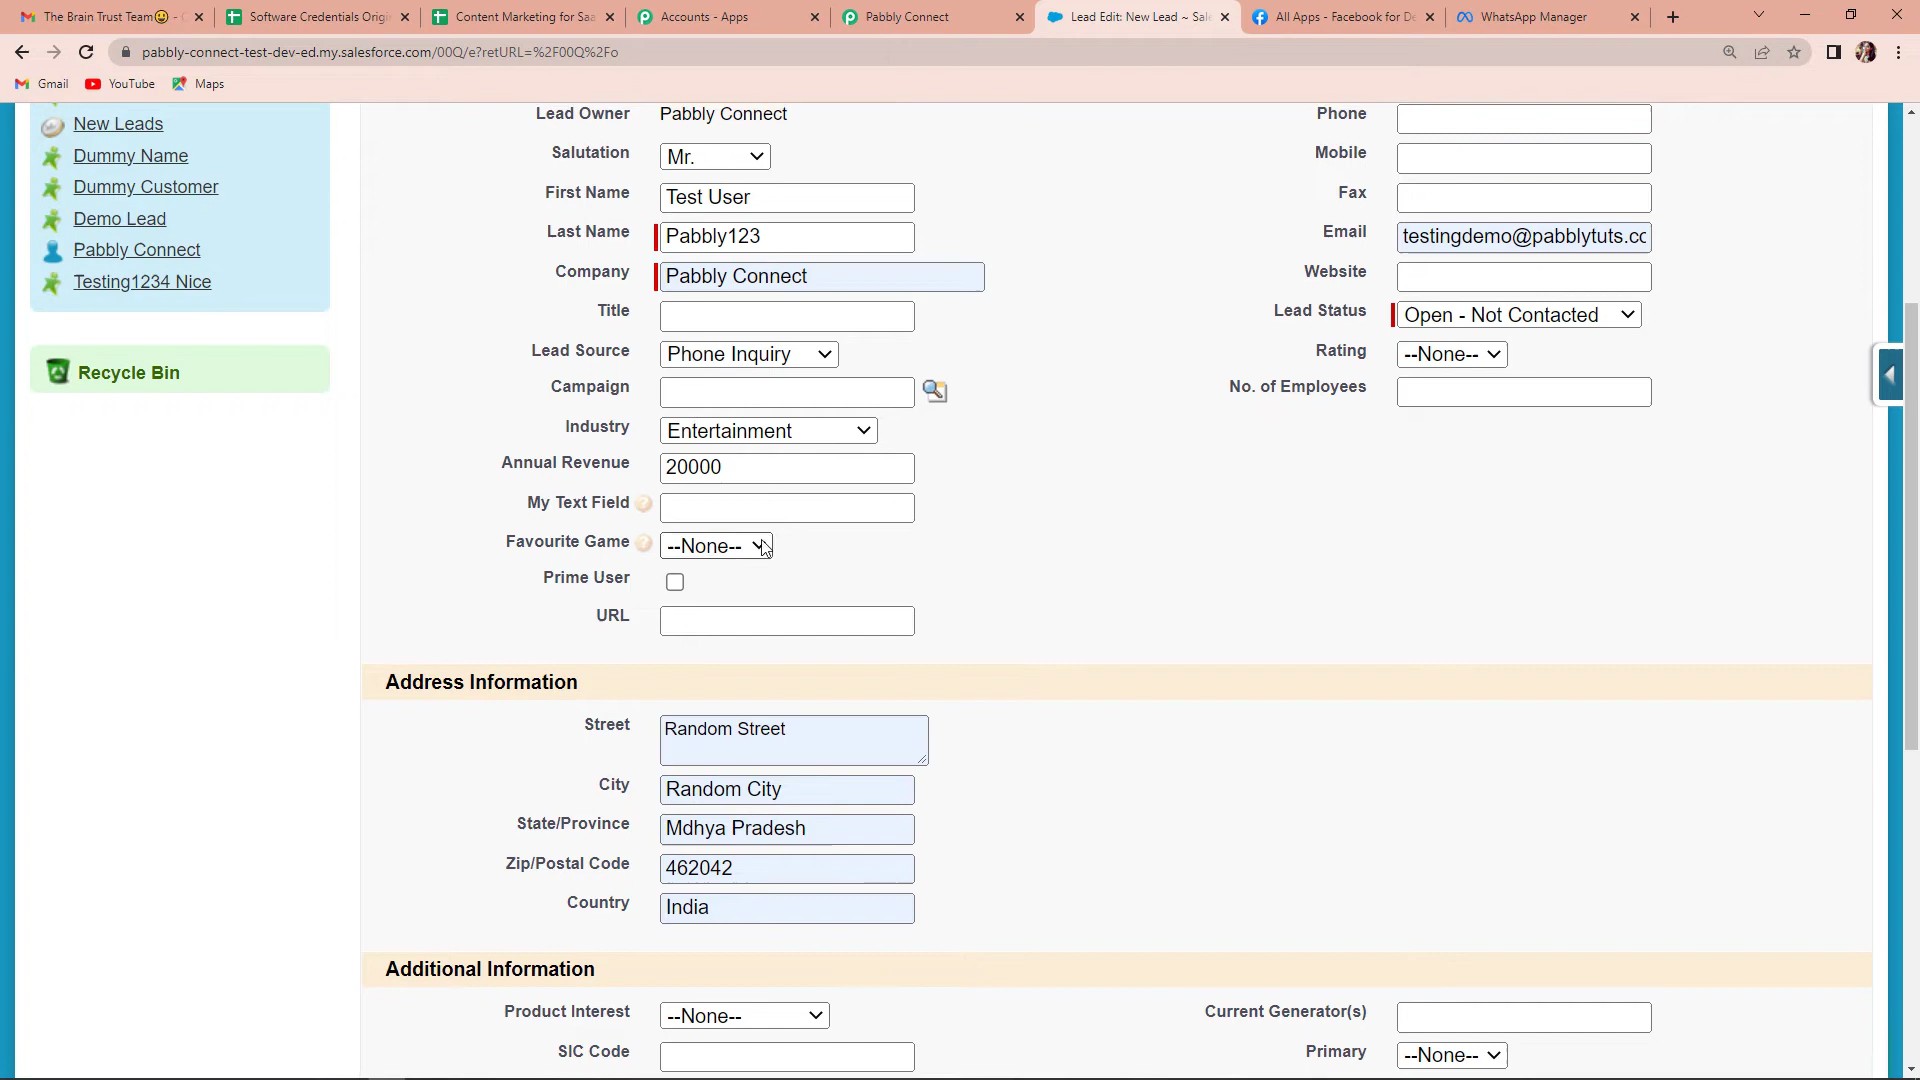 The Brain Trust Team😀 - C
Software Credentials Origi
Content Marketing for Saa
Accounts - Apps
Pabbly Connect
Lead Edit: New Lead ~ Sale
All Apps - Facebook for De
WhatsApp Manager
pabbly-connect-test-dev-ed.my.salesforce.com/00Q/e?retURL=%2F00Q%2Fo
Gmail
YouTube
Maps
New Leads
Dummy Name
Dummy Customer
Demo Lead
Pabbly Connect
Testing1234 Nice
Recycle Bin
Lead Owner Pabbly Connect Phone
Salutation Mr. Mobile
First Name Test User Fax
Last Name Pabbly123 Email testingdemo@pabblytuts.cc
Company Pabbly Connect Website
Title Lead Status Open - Not Contacted
Lead Source Phone Inquiry Rating --None--
Campaign No. of Employees
Industry Entertainment
Annual Revenue 20000
My Text Field ?
Favourite Game ? --None--
Prime User
URL
Address Information
Street Random Street
City Random City
State/Province Mdhya Pradesh
Zip/Postal Code 462042
Country India
Additional Information
Product Interest --None-- Current Generator(s)
SIC Code Primary --None--